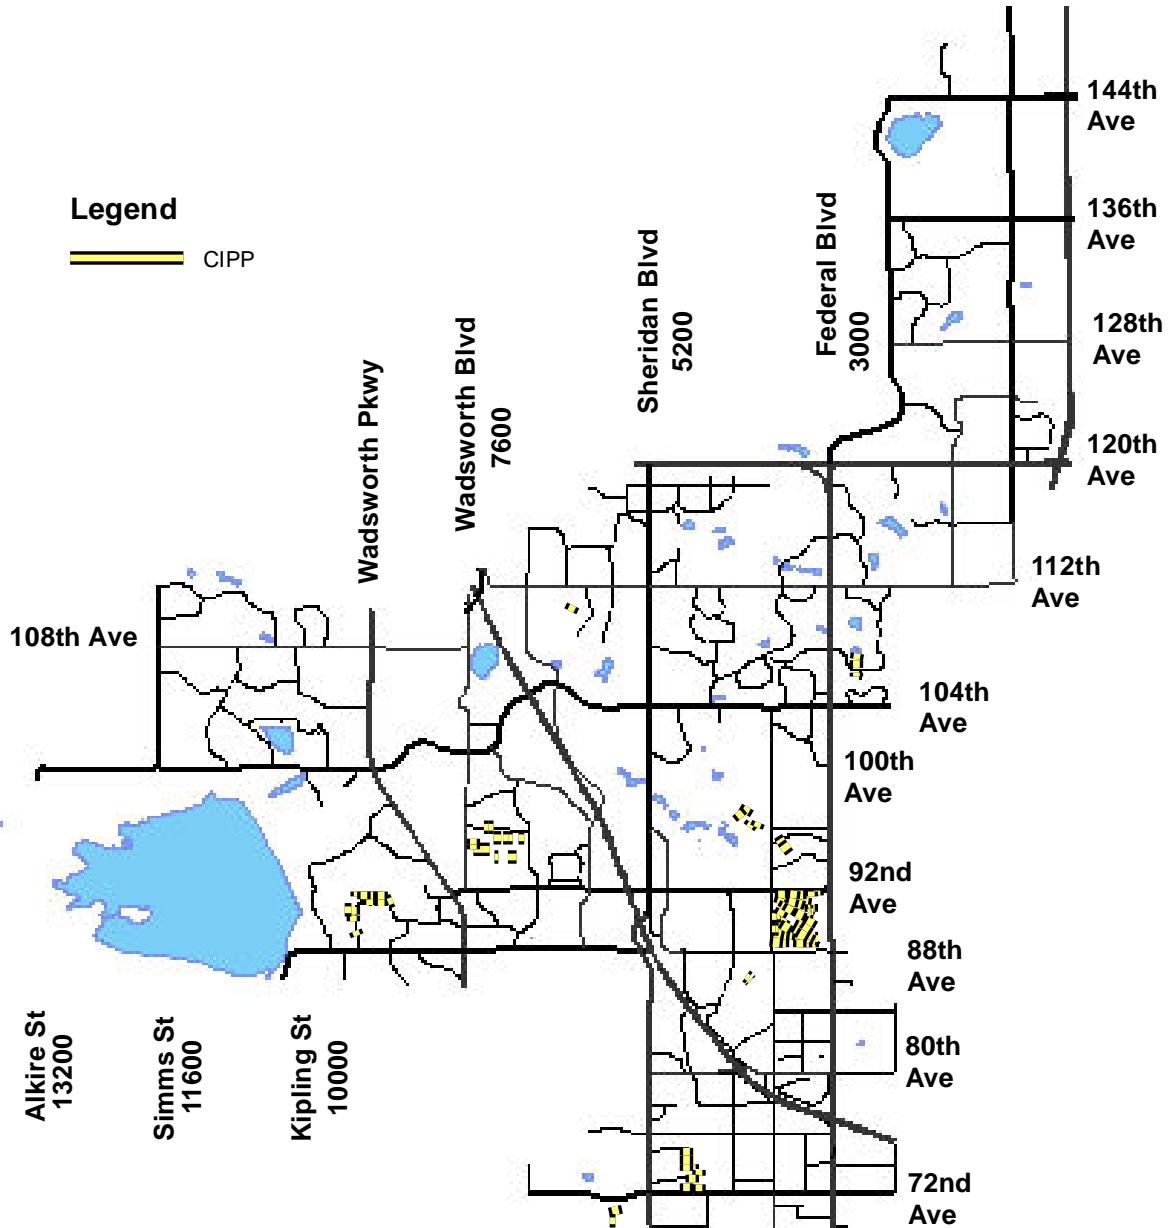 144th
Ave
136th
Ave
Legend
CIPP
Sheridan Blvd
5200
Federal Blvd
3000
128th
Ave
Wadsworth Pkwy
Wadsworth Blvd
7600
120th
Ave
112th
Ave
108th Ave
104th
Ave
100th
Ave
92nd
Ave
88th
Ave
Alkire St
13200
Simms St
11600
Kipling St
10000
80th
Ave
72nd
Ave